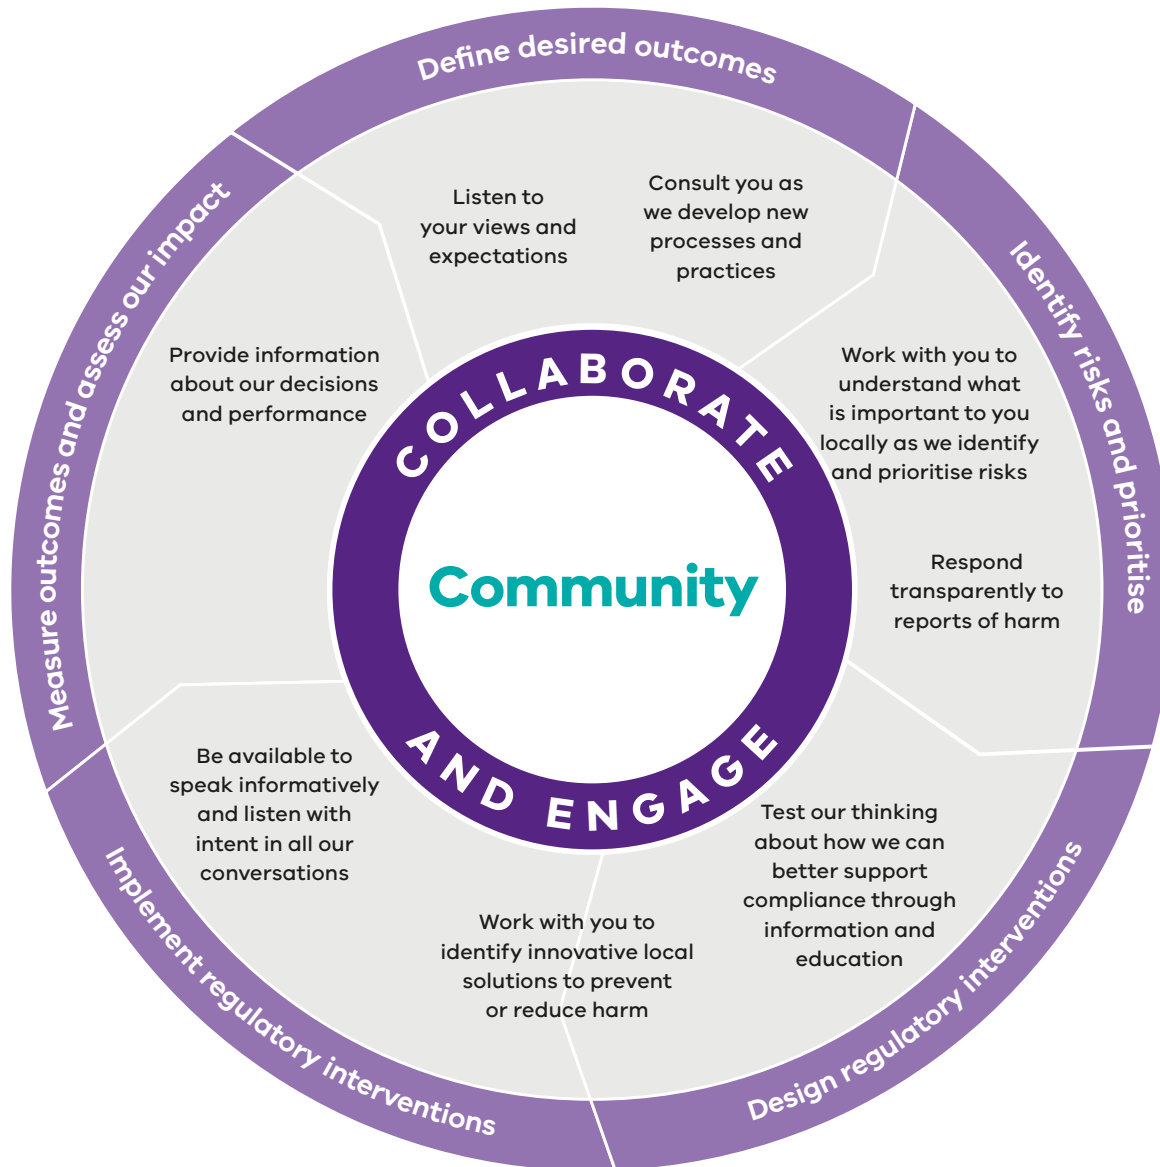 Define desired outcomes
Listen to
your views and
expectations
Consult you as
we develop new
processes and
practices
Identify risks and prioritise
Work with you to
understand what
is important to you
locally as we identify
and prioritise risks
Respond
transparently to
reports of harm
Design regulatory interventions
Test our thinking
about how we can
better support
compliance through
information and
education
Work with you to
identify innovative local
solutions to prevent
or reduce harm
Implement regulatory interventions
Be available to
speak informatively
and listen with
intent in all our
conversations
Measure outcomes and assess our impact
Provide information
about our decisions
and performance
COLLABORATE
AND ENGAGE
Community